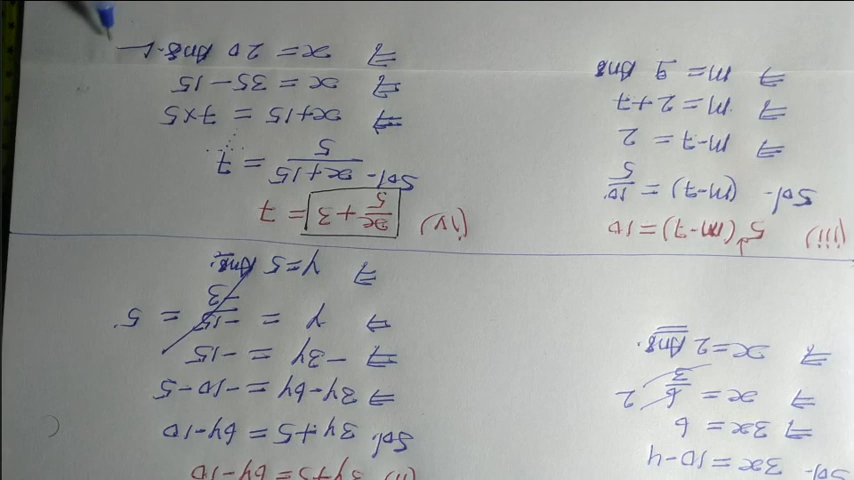 Sol- 3x = 10-4
⇒ 3x = 6
⇒ x = 6/3 2
⇒ x = 2 Ans.
(ii) 3y+5 = 6y-10
Sol. 3y+5 = 6y-10
⇒ 3y-6y = -10-5
⇒ -3y = -15
⇒ y = -15/-3 = 5
⇒ y=5 Ans.
(iii) 5(m-7) = 10
Sol- (m-7) = 10/5
⇒ m-7 = 2
⇒ m = 2+7
⇒ m = 9 Ans
(iv) x/5 + 3 = 7
Sol- x+15/5 = 7
⇒ x+15 = 7×5
⇒ x = 35-15
⇒ x = 20 Ans.